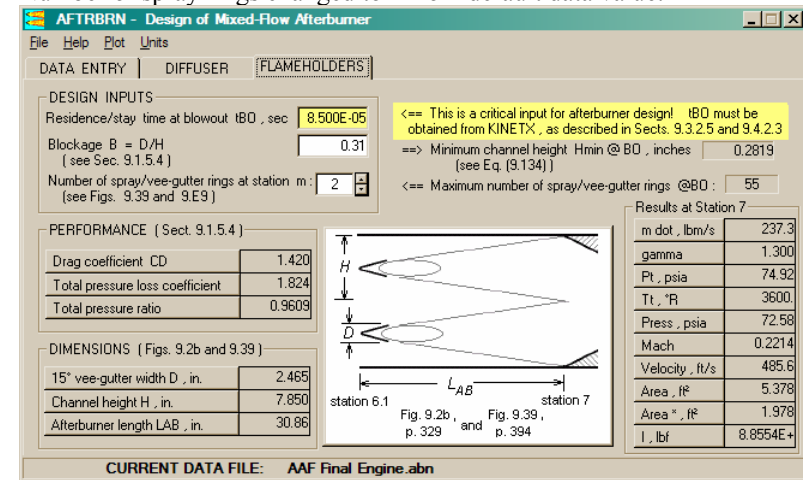 AFTRBRN - Design of Mixed-Flow Afterburner
File Help Plot Units
DATA ENTRY DIFFUSER FLAMEHOLDERS
DESIGN INPUTS
Residence/stay time at blowout tBO , sec 8.500E-05
Blockage B = D/H 0.31
( see Sec. 9.1.5.4 )
Number of spray/vee-gutter rings at station m : 2
(see Figs. 9.39 and 9.E9 )
<== This is a critical input for afterburner design! tBO must be
obtained from KINETX , as described in Sects. 9.3.2.5 and 9.4.2.3
==> Minimum channel height Hmin @ BO , inches 0.2819
(see Eq. (9.134) )
<== Maximum number of spray/vee-gutter rings @BO : 55
PERFORMANCE ( Sect. 9.1.5.4 )
Drag coefficient CD 1.420
Total pressure loss coefficient 1.824
Total pressure ratio 0.9609
DIMENSIONS ( Figs. 9.2b and 9.39 )
15° vee-gutter width D , in. 2.465
Channel height H , in. 7.850
Afterburner length LAB , in. 30.86
H
D
L AB
station 6.1 station 7
Fig. 9.2b , p. 329 and Fig. 9.39 , p. 394
Results at Station 7
m dot , lbm/s 237.3
gamma 1.300
Pt , psia 74.92
Tt , °R 3600.
Press , psia 72.58
Mach 0.2214
Velocity , ft/s 485.6
Area , ft² 5.378
Area * , ft² 1.978
I , lbf 8.8554E+
CURRENT DATA FILE: AAF Final Engine.abn